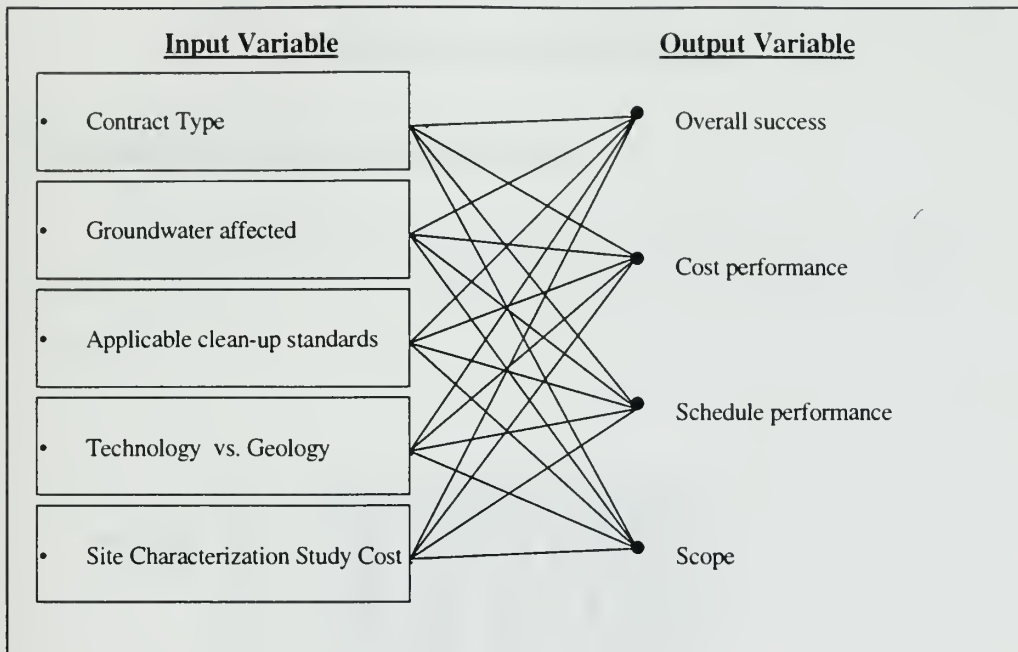 Input Variable
Output Variable
• Contract Type
Overall success
• Groundwater affected
Cost performance
• Applicable clean-up standards
Schedule performance
• Technology vs. Geology
• Site Characterization Study Cost
Scope